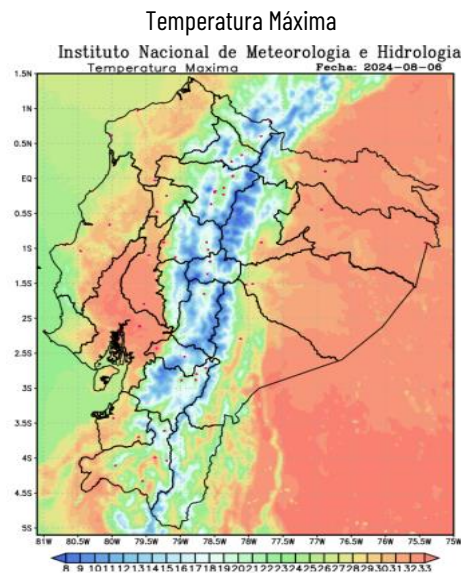 Temperatura Máxima
Instituto Nacional de Meteorologia e Hidrologia
Temperatura Maxima Fecha: 2024-08-06
1.5N
1N
0.5N
EQ
0.5S
1S
1.5S
2S
2.5S
3S
3.5S
4S
4.5S
5S
81W 80.5W 80W 79.5W 79W 78.5W 78W 77.5W 77W 76.5W 76W 75.5W 75W
8 9 10 11 12 13 14 15 16 17 18 19 20 21 22 23 24 25 26 27 28 29 30 31 32 33